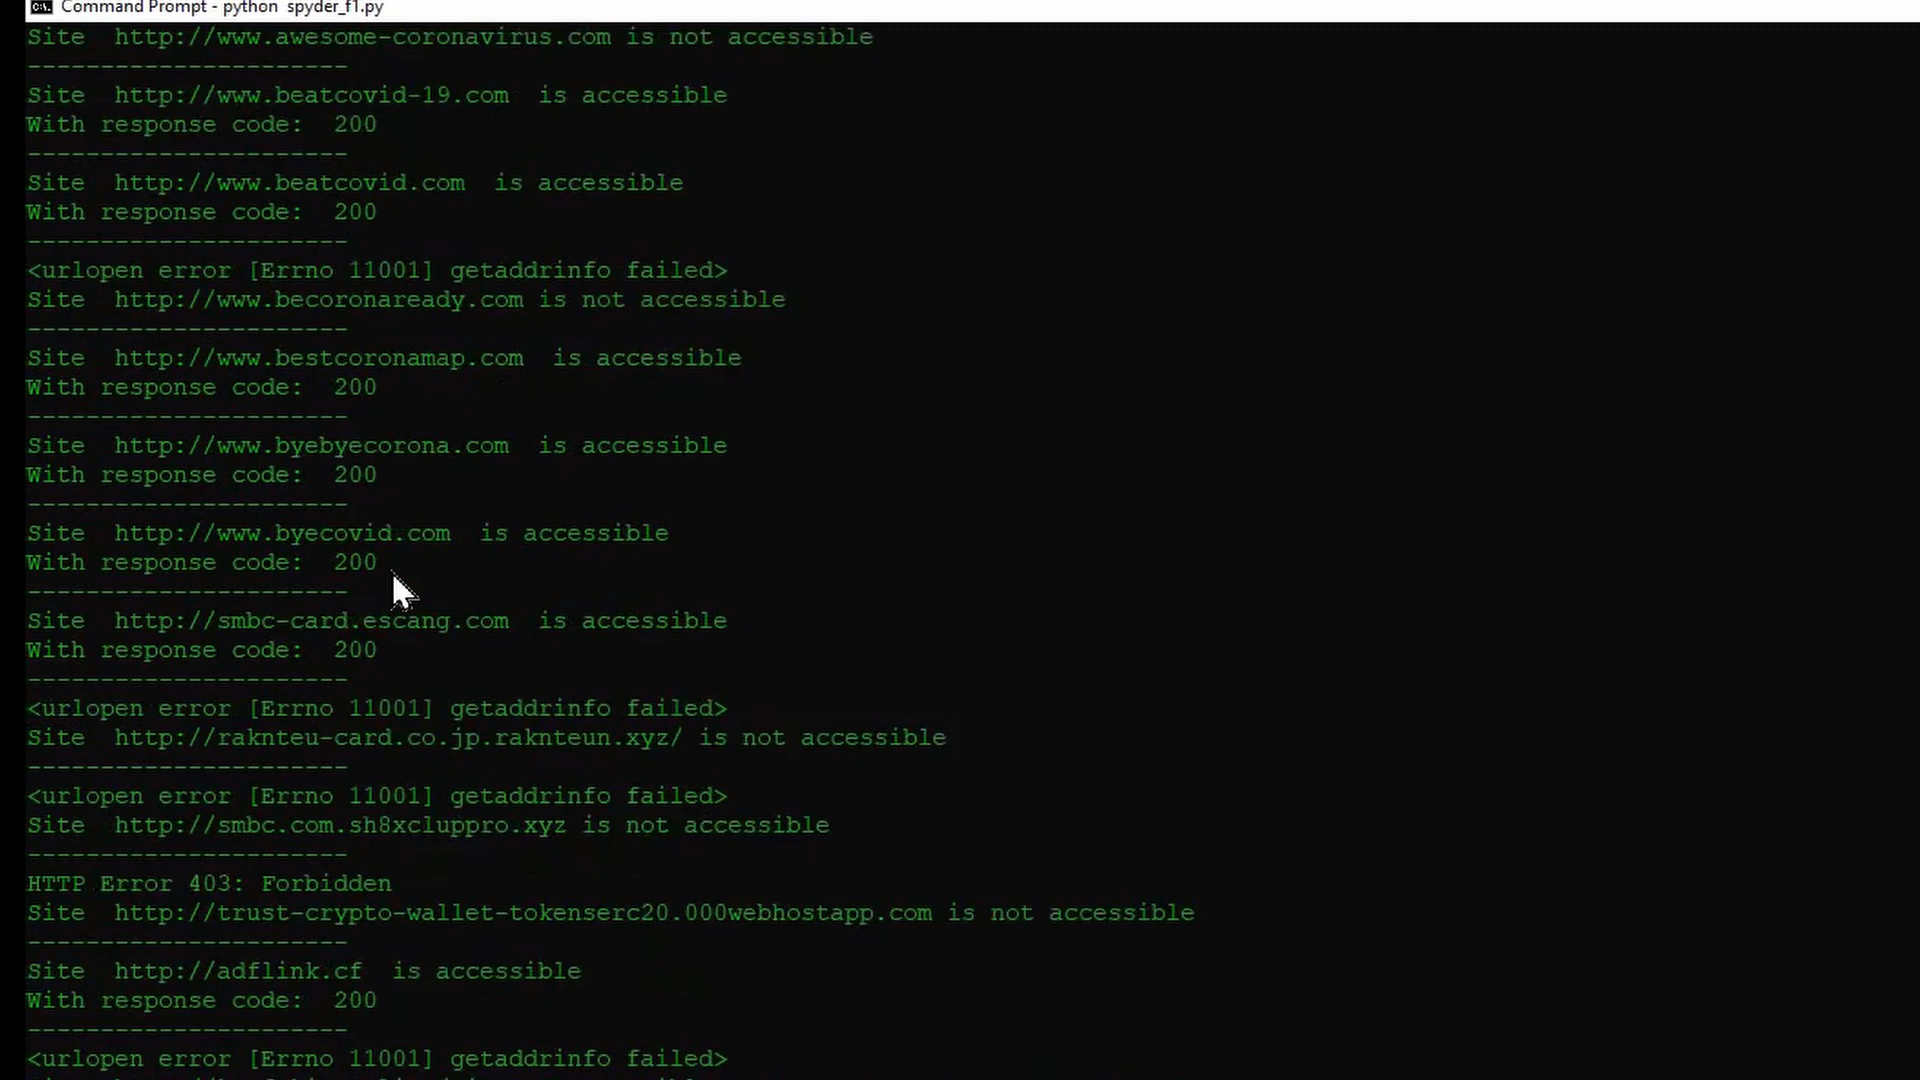 Command Prompt - python  spyder_f1.py
Site  http://www.awesome-coronavirus.com is not accessible
----------------------
Site  http://www.beatcovid-19.com  is accessible
With response code:  200
----------------------
Site  http://www.beatcovid.com  is accessible
With response code:  200
----------------------
<urlopen error [Errno 11001] getaddrinfo failed>
Site  http://www.becoronaready.com is not accessible
----------------------
Site  http://www.bestcoronamap.com  is accessible
With response code:  200
----------------------
Site  http://www.byebyecorona.com  is accessible
With response code:  200
----------------------
Site  http://www.byecovid.com  is accessible
With response code:  200
----------------------
Site  http://smbc-card.escang.com  is accessible
With response code:  200
----------------------
<urlopen error [Errno 11001] getaddrinfo failed>
Site  http://raknteu-card.co.jp.raknteun.xyz/ is not accessible
----------------------
<urlopen error [Errno 11001] getaddrinfo failed>
Site  http://smbc.com.sh8xcluppro.xyz is not accessible
----------------------
HTTP Error 403: Forbidden
Site  http://trust-crypto-wallet-tokenserc20.000webhostapp.com is not accessible
----------------------
Site  http://adflink.cf  is accessible
With response code:  200
----------------------
<urlopen error [Errno 11001] getaddrinfo failed>